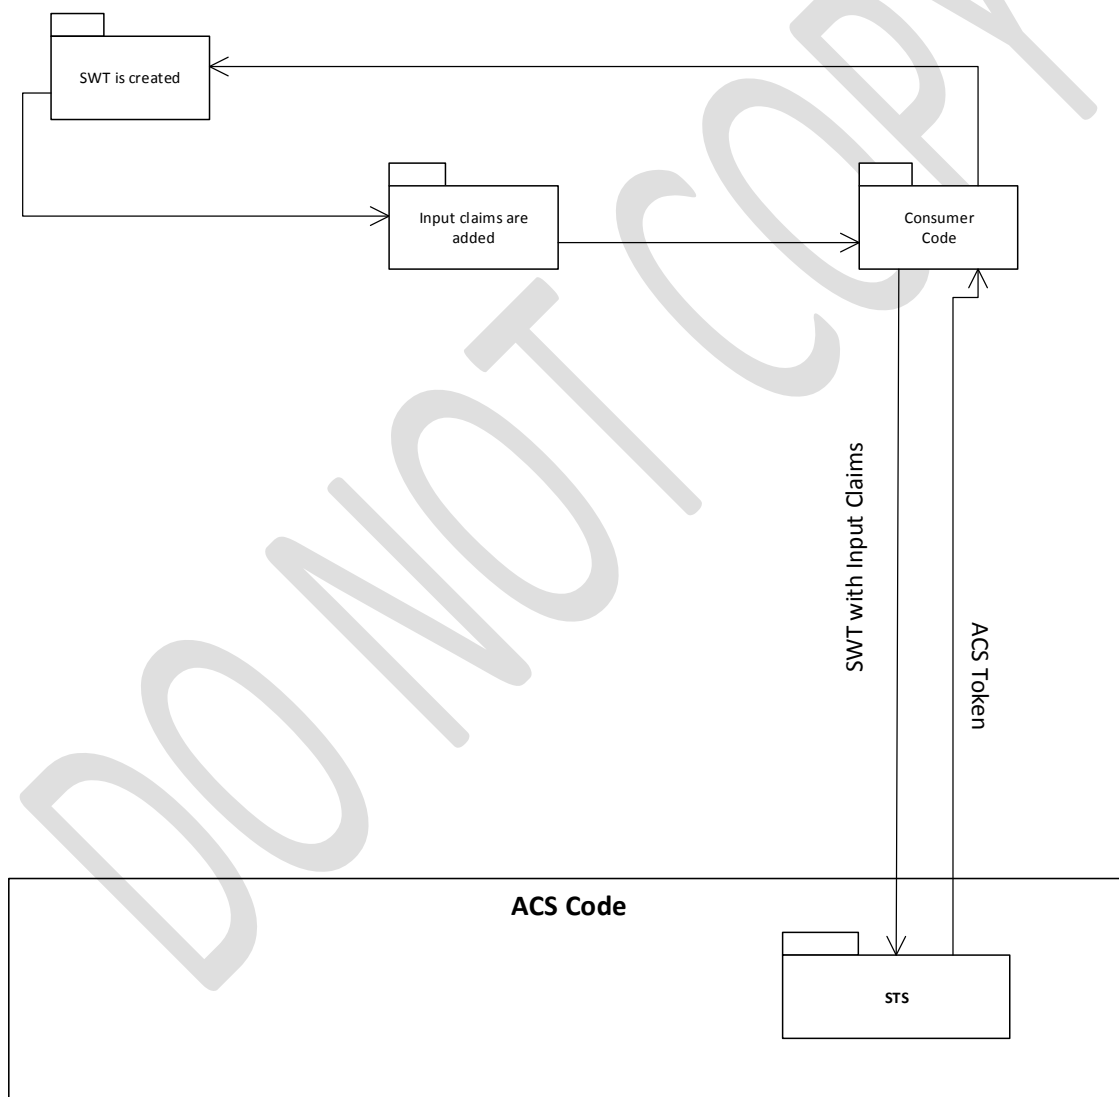 SWT is created
Input claims are
added
Consumer
Code
SWT with Input Claims
ACS Token
ACS Code
STS
DO NOT COPY